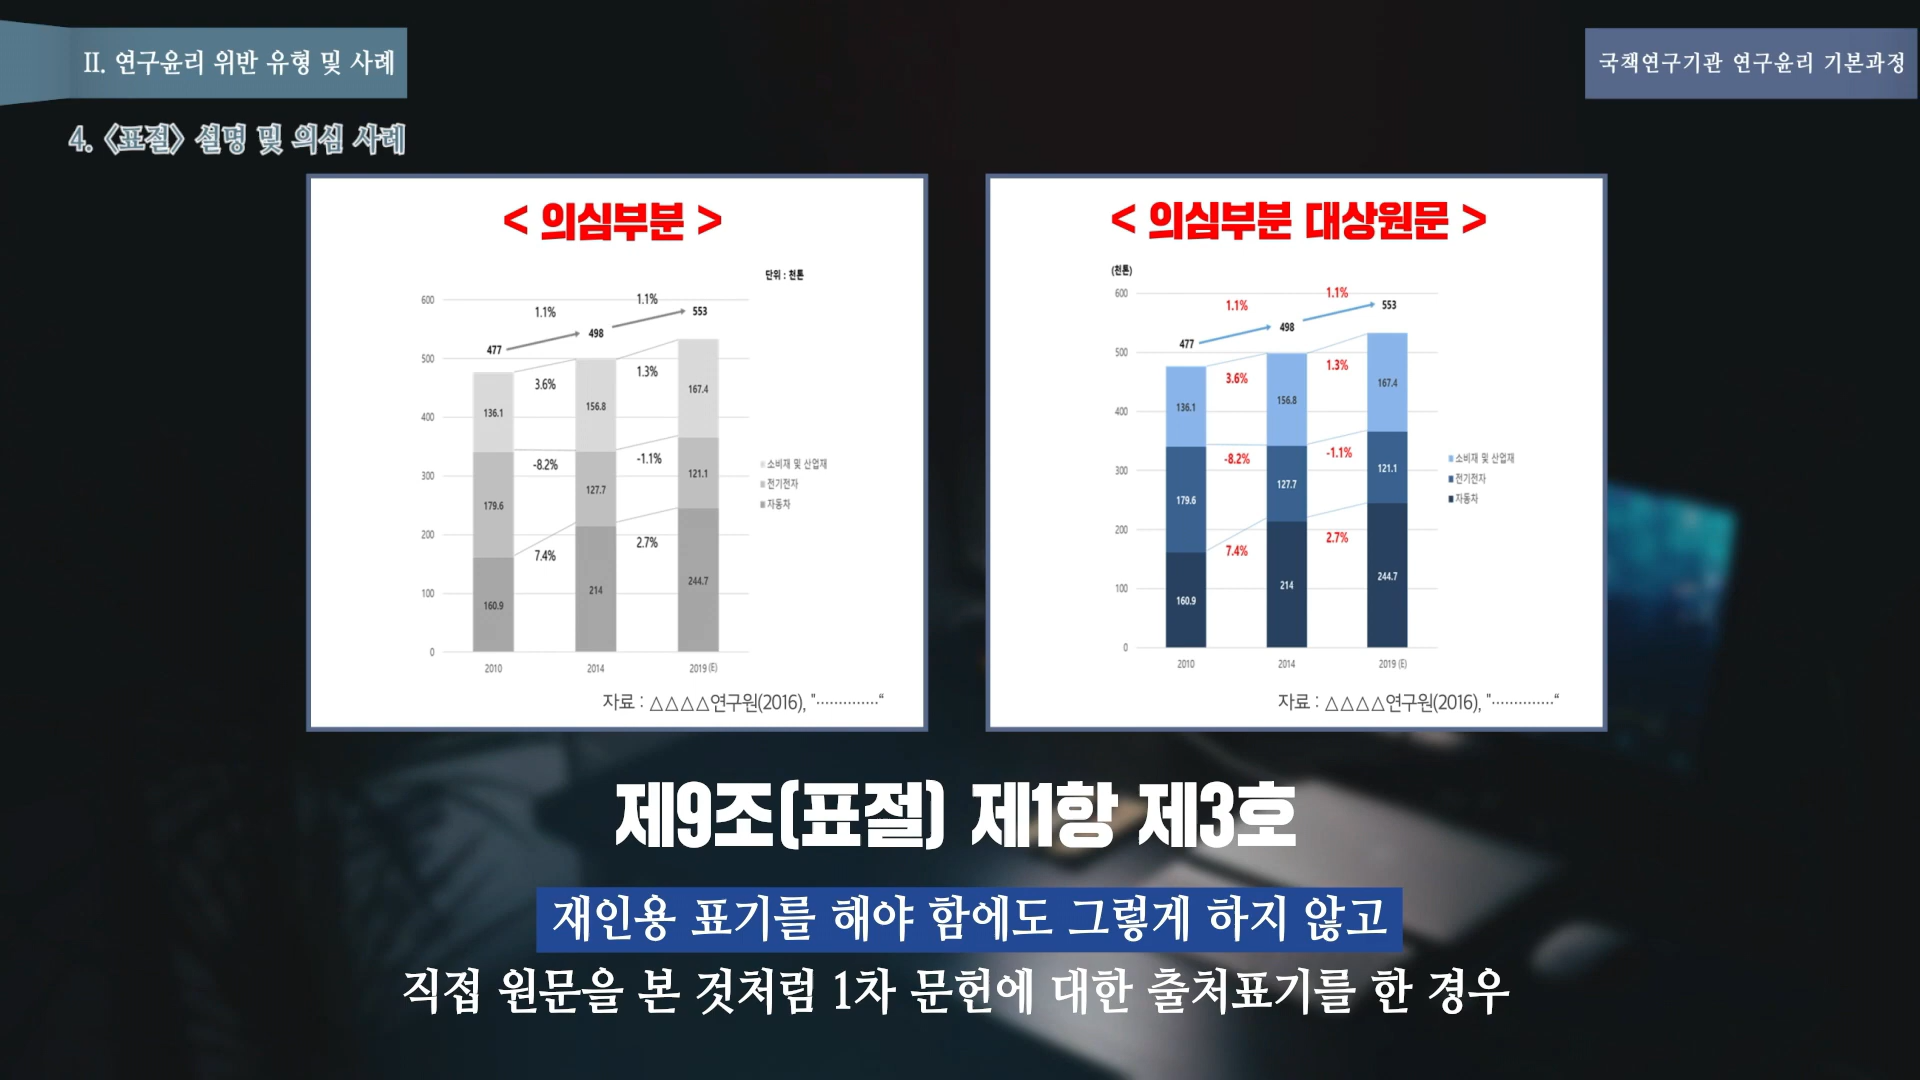 II. 연구윤리 위반 유형 및 사례
국책연구기관 연구윤리 기본과정
4. 〈표절〉 설명 및 의심 사례
< 의심부분 >
단위 : 천톤
600
500
400
300
200
100
0
1.1%
1.1%
477
498
553
3.6%
1.3%
136.1
156.8
167.4
-8.2%
-1.1%
179.6
127.7
121.1
7.4%
2.7%
160.9
214
244.7
2010
2014
2019 (E)
소비재 및 산업재
전기전자
자동차
자료 : △△△△연구원(2016), "··············“
< 의심부분 대상원문 >
(천톤)
600
500
400
300
200
100
0
1.1%
1.1%
477
498
553
3.6%
1.3%
136.1
156.8
167.4
-8.2%
-1.1%
179.6
127.7
121.1
7.4%
2.7%
160.9
214
244.7
2010
2014
2019 (E)
소비재 및 산업재
전기전자
자동차
자료 : △△△△연구원(2016), "··············“
제9조(표절) 제1항 제3호
재인용 표기를 해야 함에도 그렇게 하지 않고
직접 원문을 본 것처럼 1차 문헌에 대한 출처표기를 한 경우